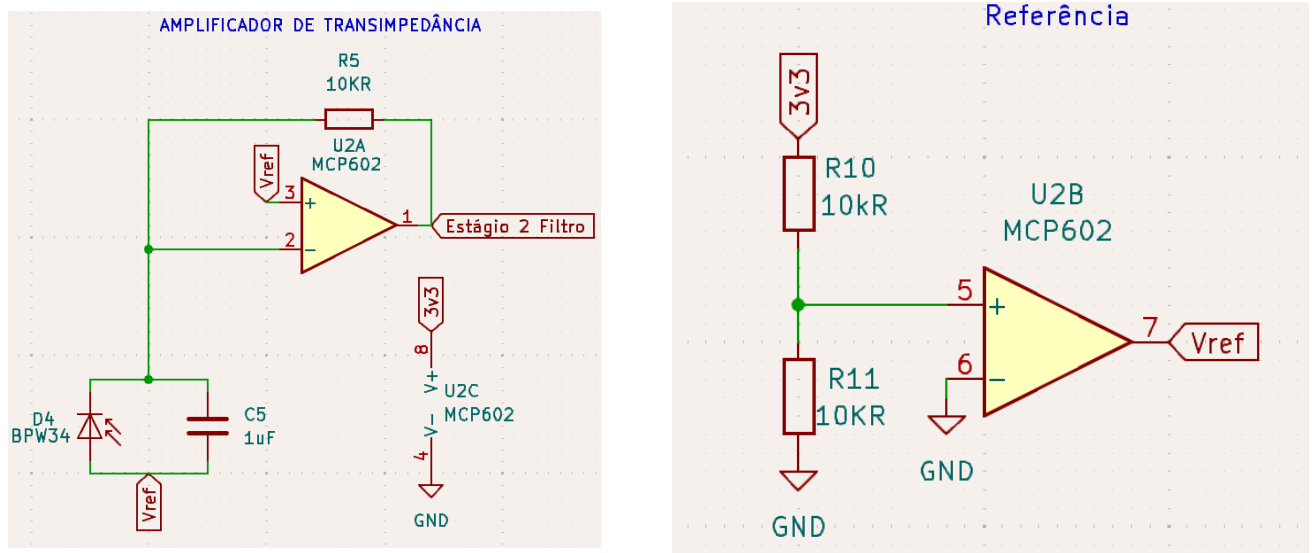 AMPLIFICADOR DE TRANSIMPEDÂNCIA
R5
10KR
U2A
MCP602
Vref
3
+
2
-
1
Estágio 2 Filtro
3v3
8
V+
U2C
MCP602
V-
4
GND
D4
BPW34
C5
1uF
Vref
Referência
3v3
R10
10kR
U2B
MCP602
5
+
6
-
7
Vref
R11
10KR
GND
GND